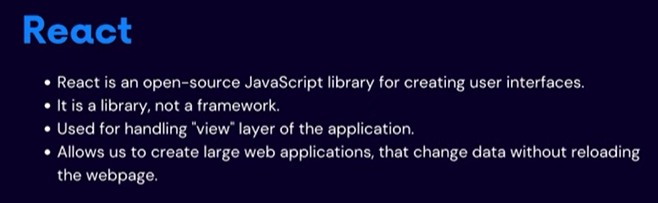 React
• React is an open-source JavaScript library for creating user interfaces.
• It is a library, not a framework.
• Used for handling "view" layer of the application.
• Allows us to create large web applications, that change data without reloading
the webpage.